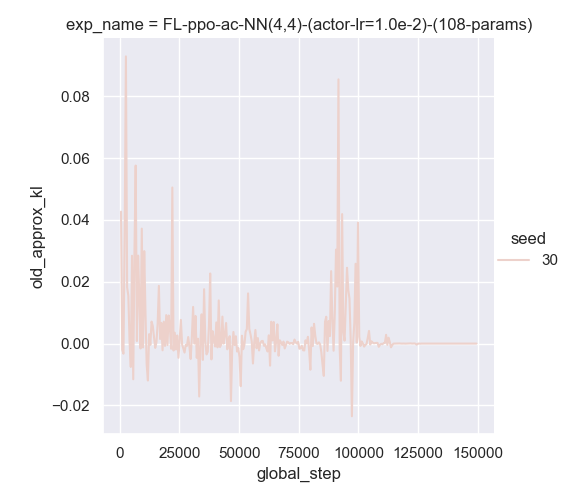 exp_name = FL-ppo-ac-NN(4,4)-(actor-lr=1.0e-2)-(108-params)
0.08
0.06
0.04
0.02
0.00
−0.02
old_approx_kl
0 25000 50000 75000 100000 125000 150000
global_step
seed
30